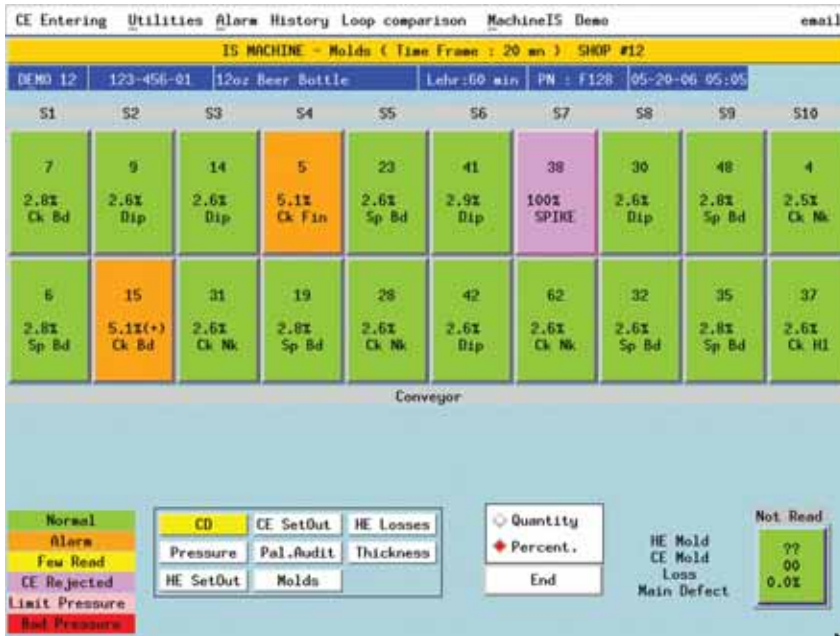 CE Entering Utilities Alarm History Loop comparison MachineIS Demo email
IS MACHINE - Molds ( Time Frame : 20 mn ) SHOP #12
DEMO 12 123-456-01 12oz Beer Bottle Lehr:60 min PN : F128 05-20-06 05:05
S1 S2 S3 S4 S5 S6 S7 S8 S9 S10
7 9 14 5 23 41 38 30 48 4
2.8% 2.6% 2.6% 5.1% 2.6% 2.9% 100% 2.6% 2.8% 2.5%
Ck Bd Dip Dip Ck Fin Sp Bd Dip SPIKE Dip Sp Bd Ck Nk
6 15 31 19 28 42 62 32 35 37
2.8% 5.1%(+) 2.6% 2.8% 2.6% 2.6% 2.6% 2.6% 2.8% 2.6%
Sp Bd Ck Bd Ck Nk Sp Bd Ck Nk Dip Ck Nk Sp Bd Sp Bd Ck Hl
Conveyor
Normal
Alarm
Few Read
CE Rejected
Limit Pressure
Bad Pressure
CD CE SetOut HE Losses
Pressure Pal.Audit Thickness
HE SetOut Molds
Quantity
Percent.
End
HE Mold
CE Mold
Loss
Main Defect
Not Read
??
00
0.0%